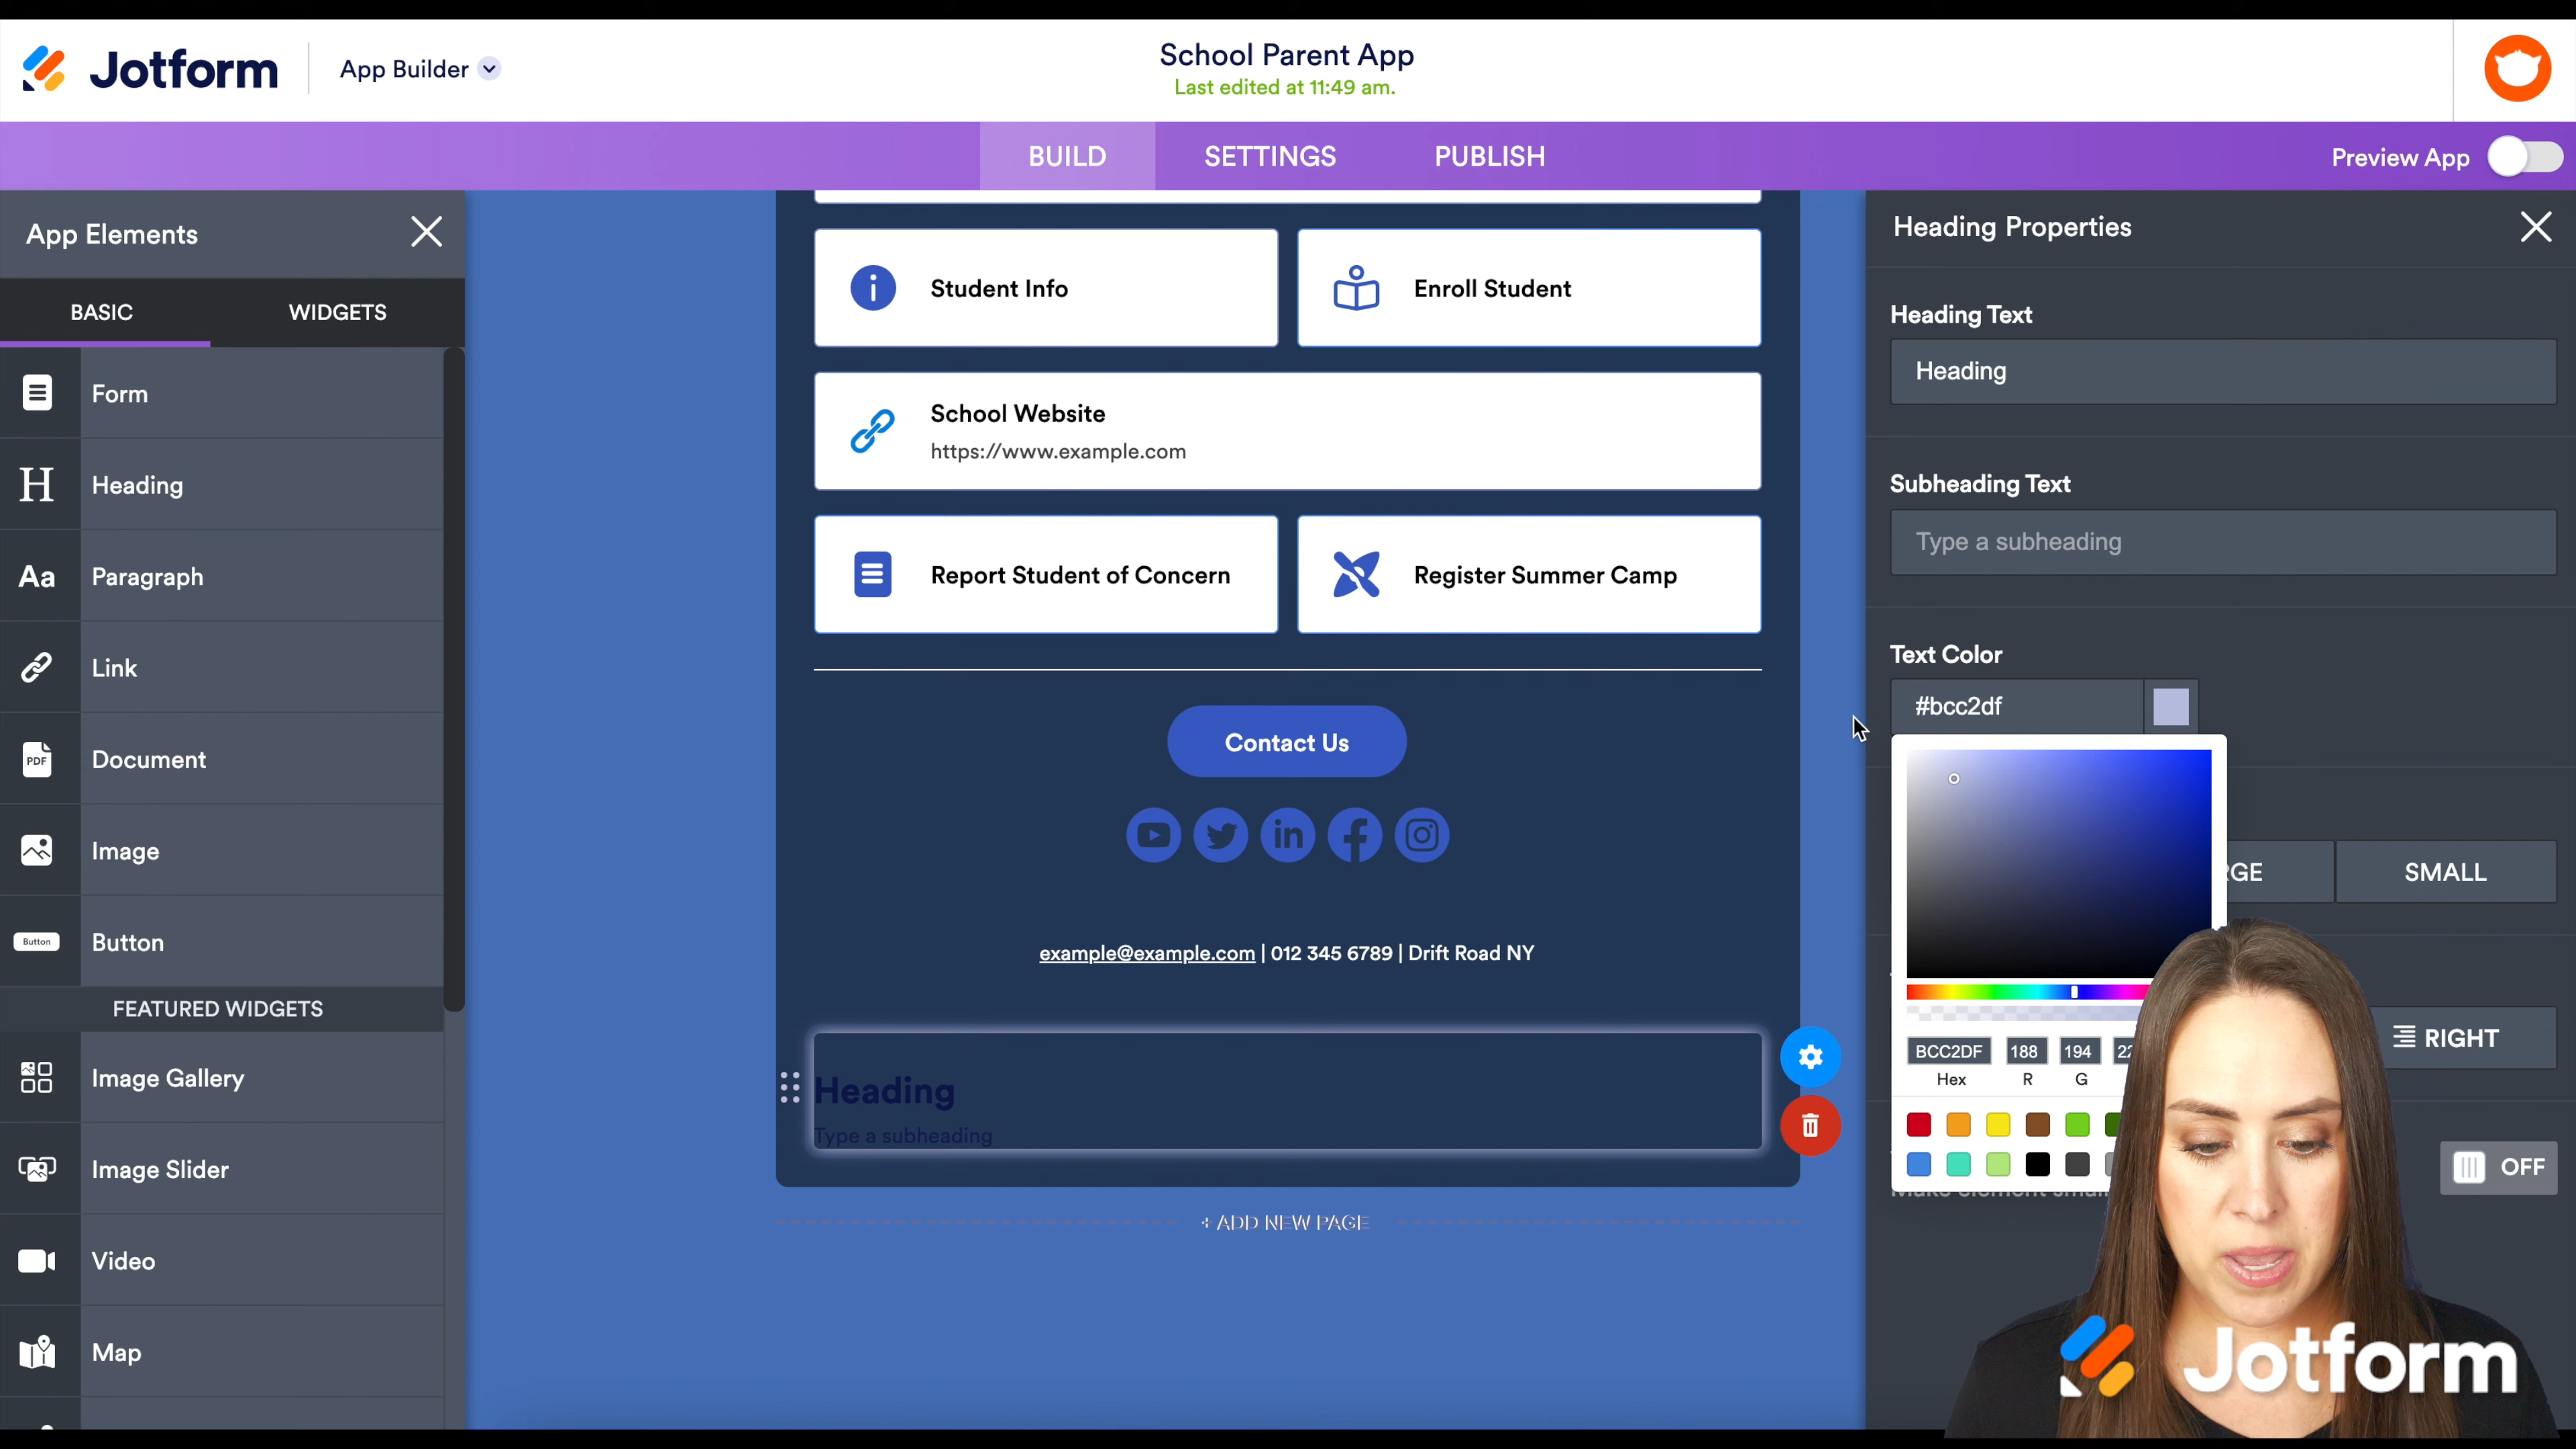 Jotform
App Builder
School Parent App
Last edited at 11:49 am.
BUILD
SETTINGS
PUBLISH
Preview App
App Elements
BASIC
WIDGETS
Form
H
Heading
Aa
Paragraph
Link
PDF
Document
Image
Button
Button
FEATURED WIDGETS
Image Gallery
Image Slider
Video
Map
Student Info
Enroll Student
School Website
https://www.example.com
Report Student of Concern
Register Summer Camp
Contact Us
in
example@example.com | 012 345 6789 | Drift Road NY
Heading
Type a subheading
+ ADD NEW PAGE
Heading Properties
Heading Text
Heading
Subheading Text
Type a subheading
Text Color
#bcc2df
SMALL
RIGHT
BCC2DF
188
194
Hex
R
G
OFF
Jotform